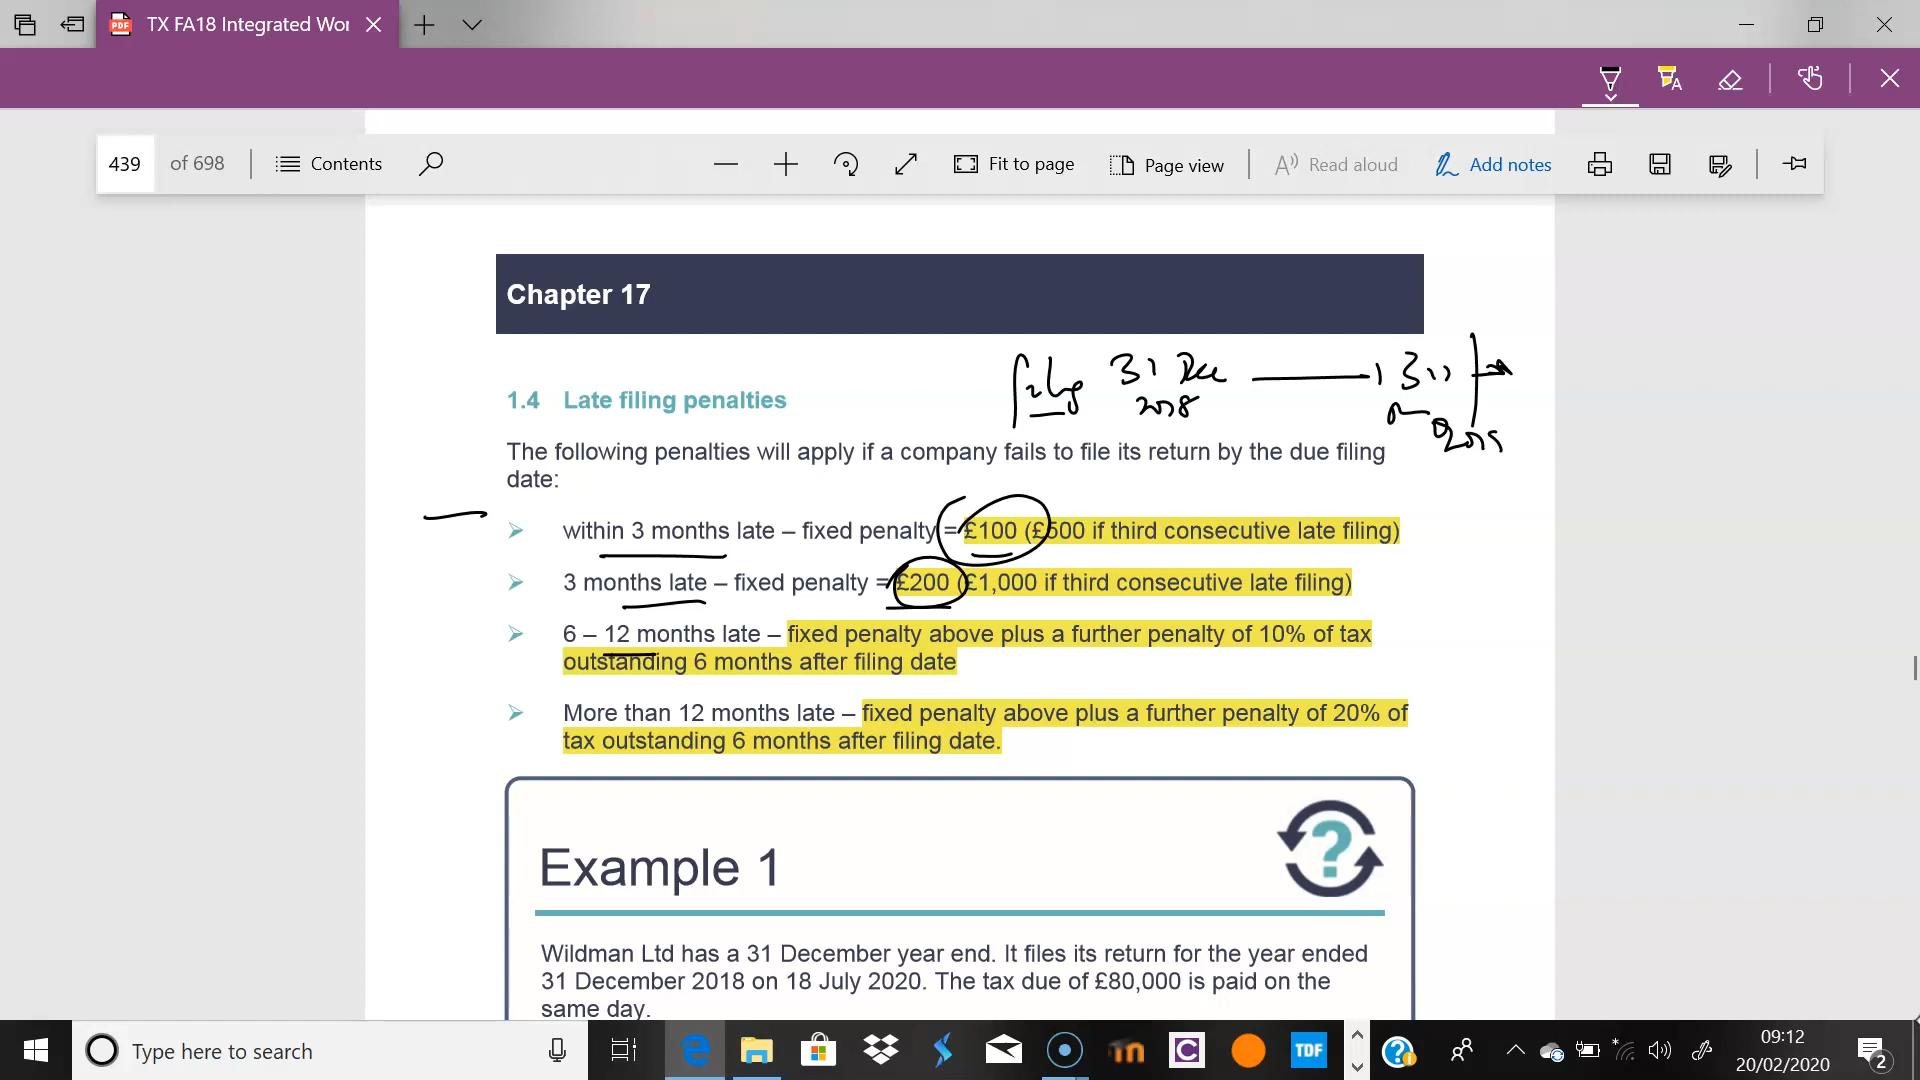 TX FA18 Integrated Wor
439 of 698 Contents Fit to page Page view Read aloud Add notes
Chapter 17
filing 31 Dec 2018
1.4 Late filing penalties
The following penalties will apply if a company fails to file its return by the due filing
date:
within 3 months late – fixed penalty = £100 (£500 if third consecutive late filing)
3 months late – fixed penalty = £200 (£1,000 if third consecutive late filing)
6 – 12 months late – fixed penalty above plus a further penalty of 10% of tax
outstanding 6 months after filing date
More than 12 months late – fixed penalty above plus a further penalty of 20% of
tax outstanding 6 months after filing date.
Example 1
Wildman Ltd has a 31 December year end. It files its return for the year ended
31 December 2018 on 18 July 2020. The tax due of £80,000 is paid on the
same day.
Type here to search
TDF
09:12
20/02/2020
2